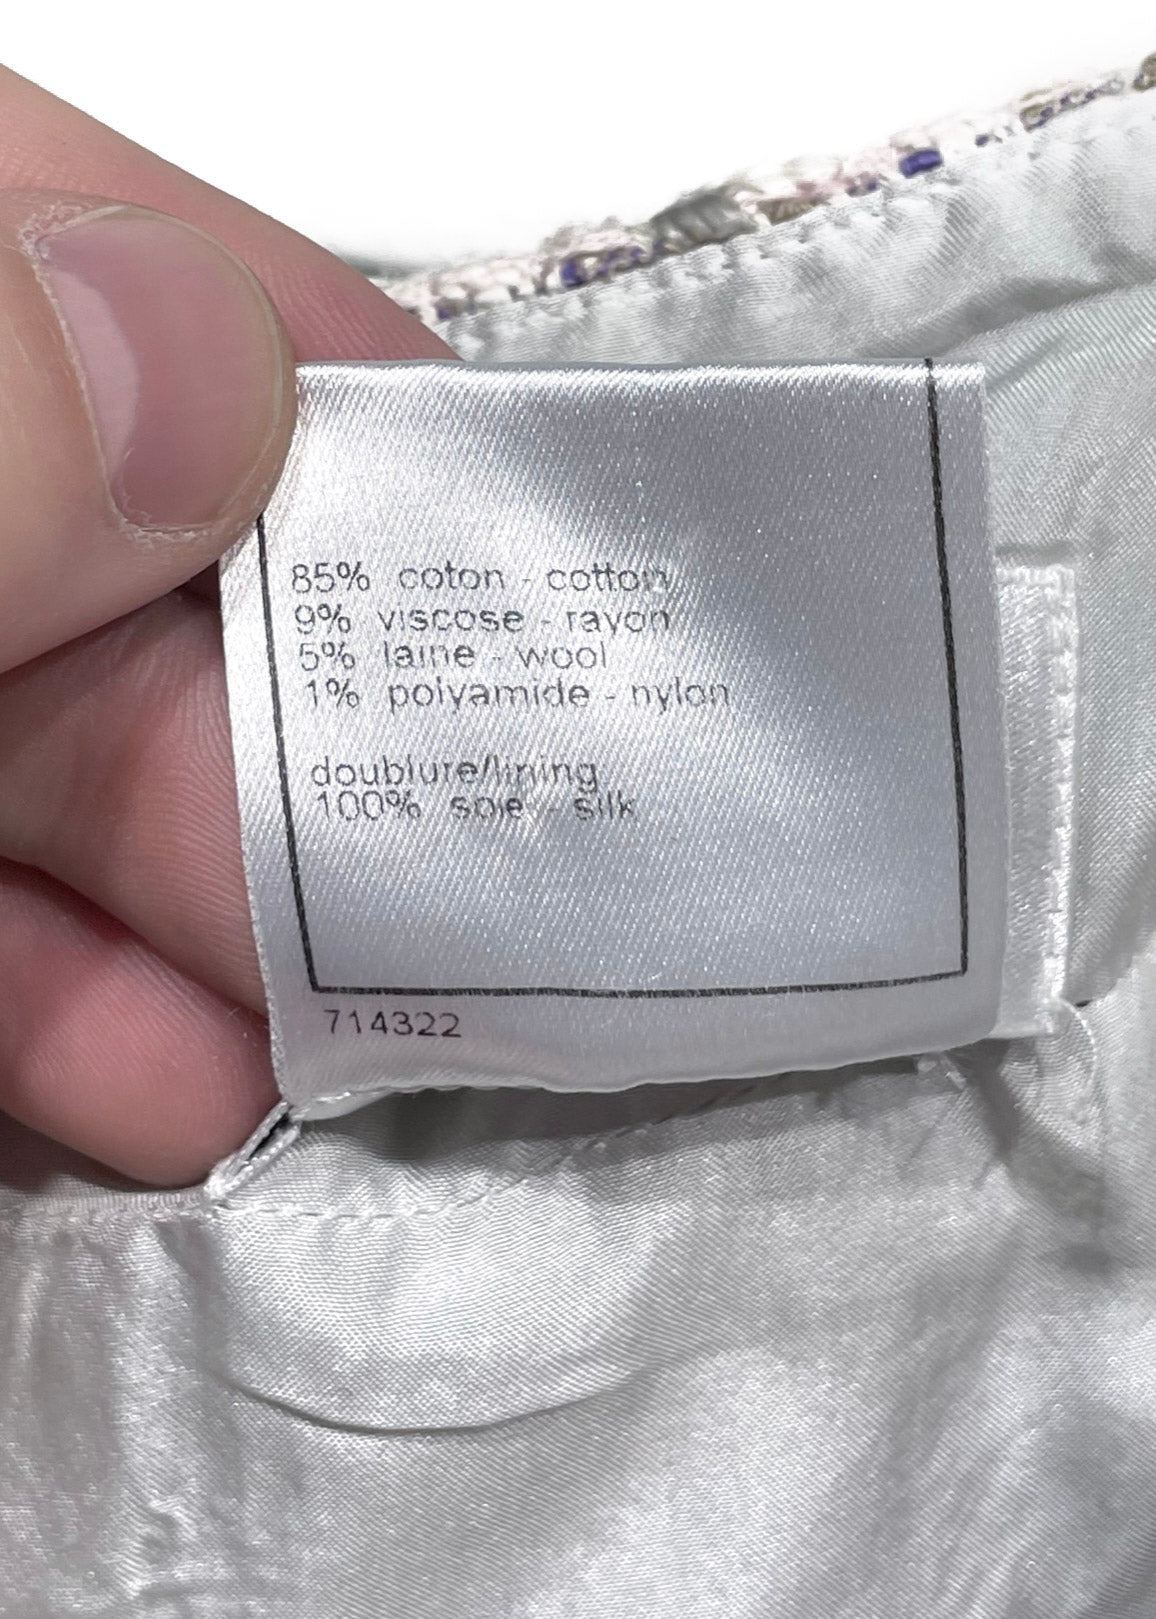 85% coton - cotton
9% viscose - rayon
5% laine - wool
1% polyamide - nylon
doublure/lining
100% soie - silk
714322